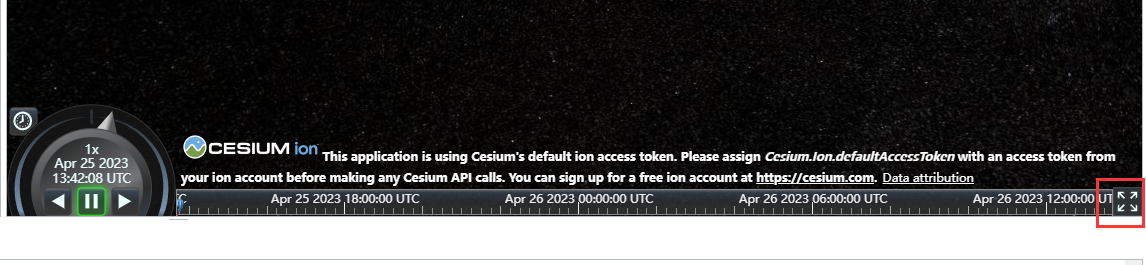 1x
Apr 25 2023
13:42:08 UTC
CESIUM ion This application is using Cesium's default ion access token. Please assign Cesium.Ion.defaultAccessToken with an access token from
your ion account before making any Cesium API calls. You can sign up for a free ion account at https://cesium.com. Data attribution
Apr 25 2023 18:00:00 UTC Apr 26 2023 00:00:00 UTC Apr 26 2023 06:00:00 UTC Apr 26 2023 12:00:00 UT